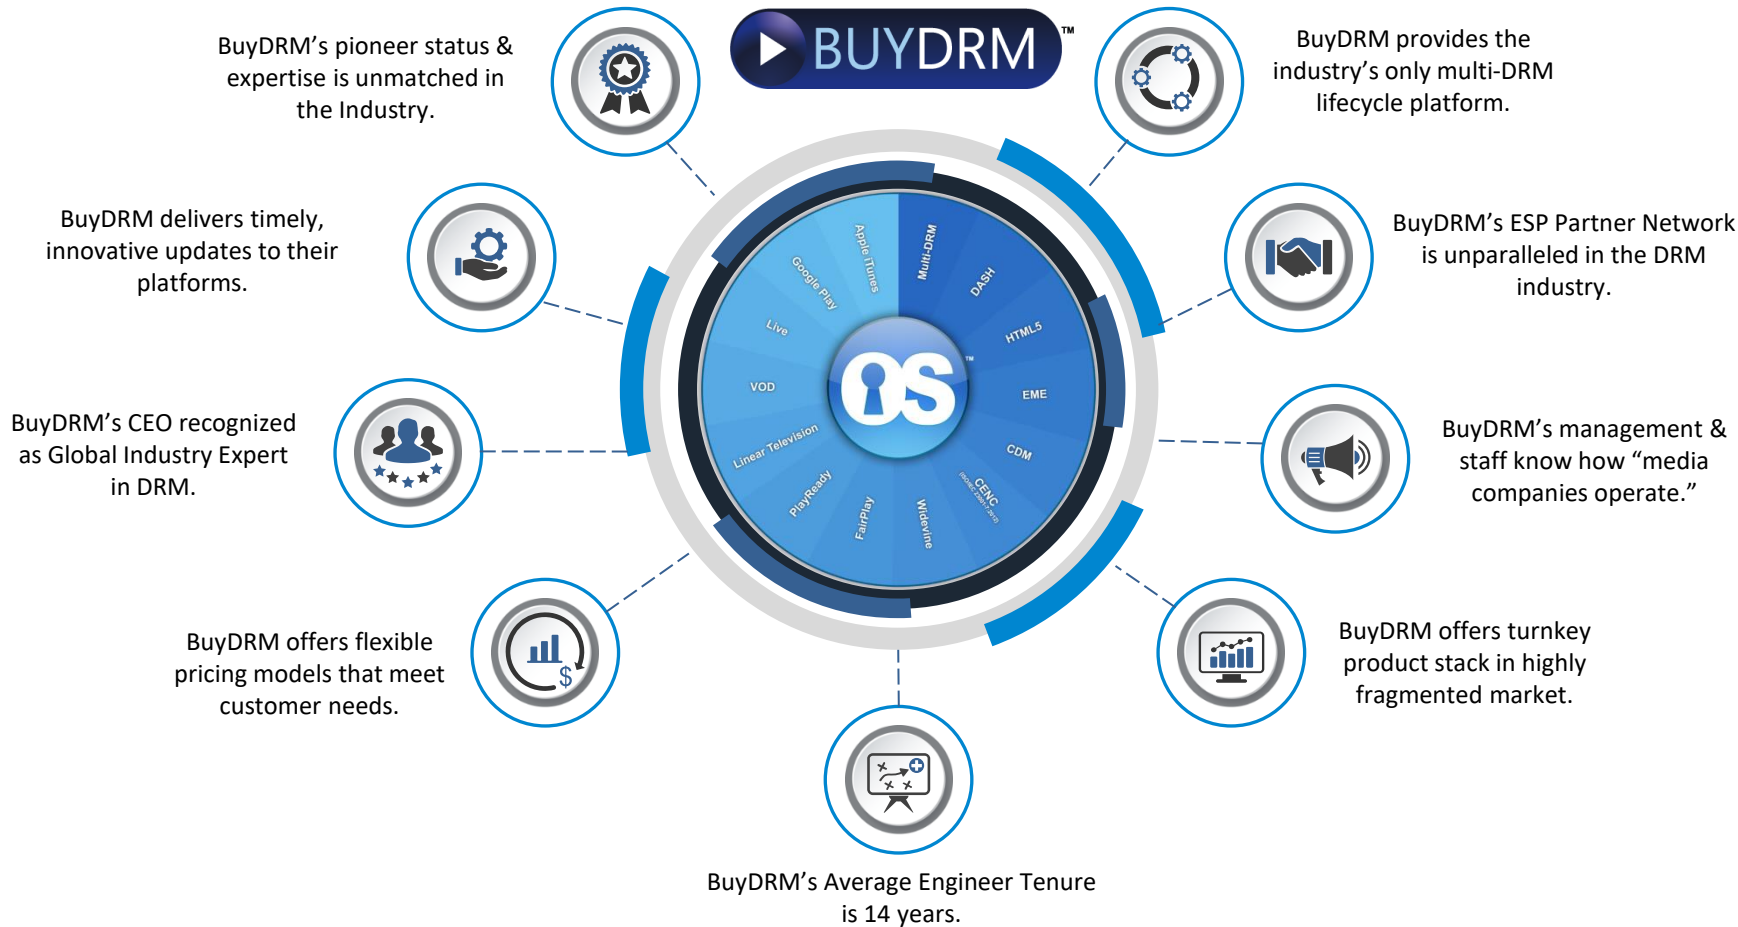 BUYDRM™
BuyDRM’s pioneer status &
expertise is unmatched in
the Industry.
BuyDRM provides the
industry’s only multi-DRM
lifecycle platform.
BuyDRM delivers timely,
innovative updates to their
platforms.
BuyDRM’s ESP Partner Network
is unparalleled in the DRM
industry.
BuyDRM’s CEO recognized
as Global Industry Expert
in DRM.
BuyDRM’s management &
staff know how “media
companies operate.”
BuyDRM offers flexible
pricing models that meet
customer needs.
BuyDRM offers turnkey
product stack in highly
fragmented market.
BuyDRM’s Average Engineer Tenure
is 14 years.
Multi-DRM
DASH
HTML5
EME
CDM
CENC
(ISO/IEC 23001-7:2012)
Widevine
FairPlay
PlayReady
Linear Television
VOD
Live
Google Play
Apple iTunes
OS™
$